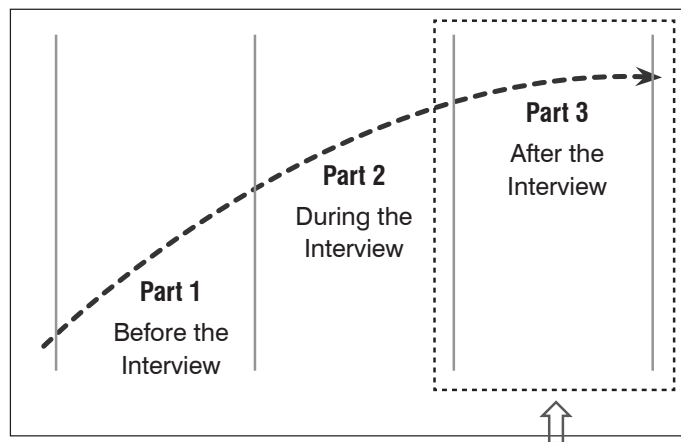 Part 1
Before the
Interview
Part 2
During the
Interview
Part 3
After the
Interview